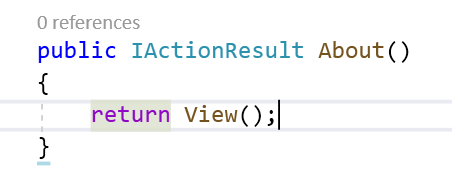 0 references
public IActionResult About()
{
return View();
}